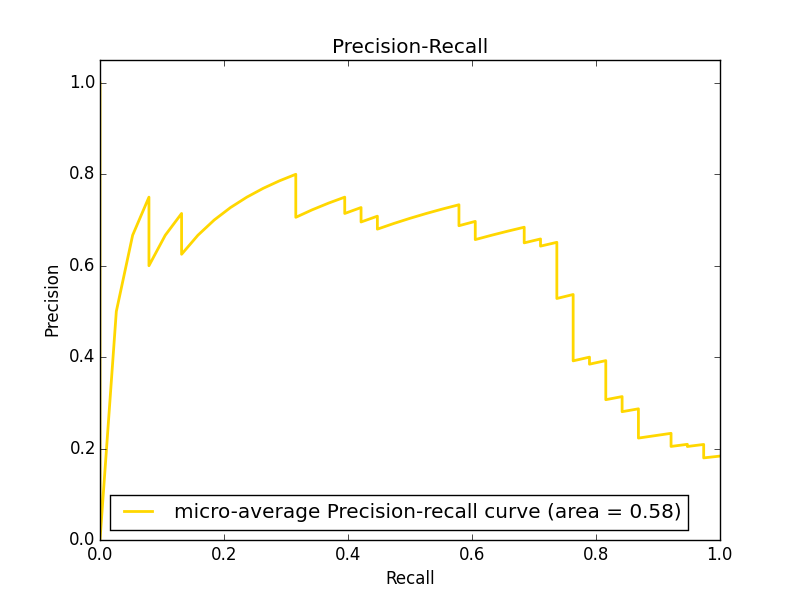 Precision-Recall
1.0
0.8
0.6
0.4
0.2
0.0
Precision
micro-average Precision-recall curve (area = 0.58)
0.0 0.2 0.4 0.6 0.8 1.0
Recall